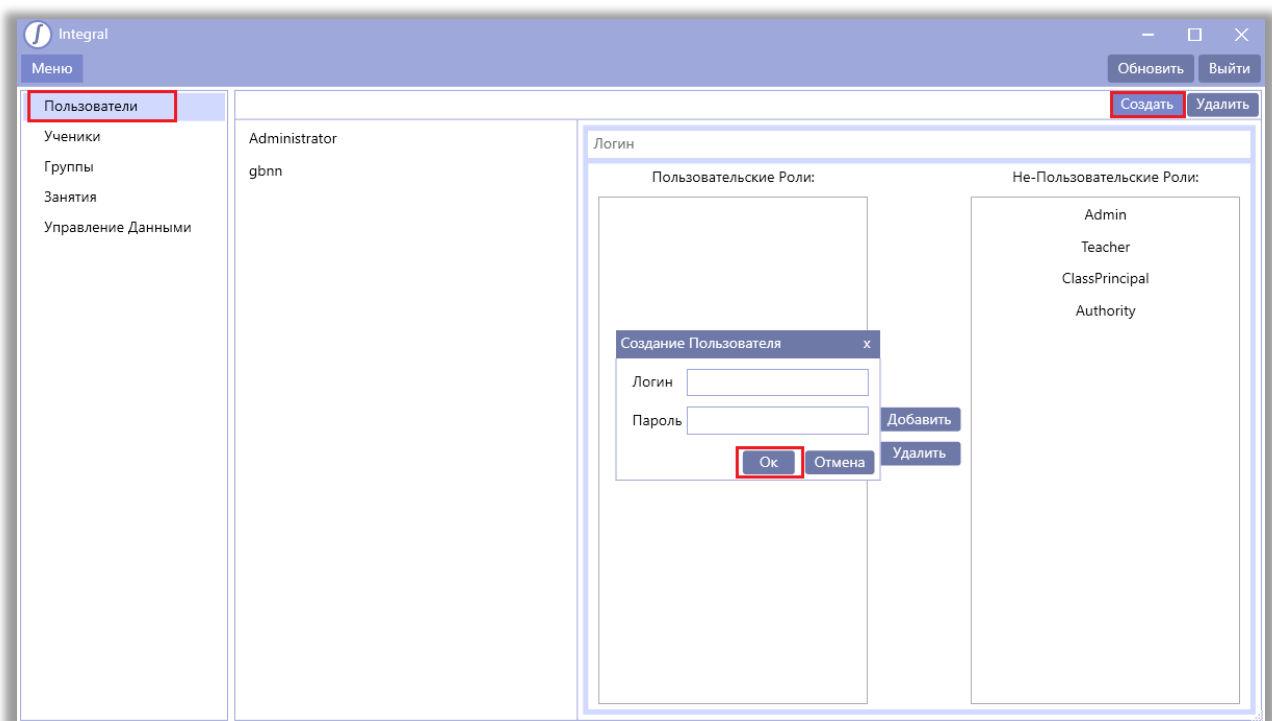 Integral
Меню
Обновить
Выйти
Пользователи
Ученики
Группы
Занятия
Управление Данными
Создать
Удалить
Administrator
gbnn
Логин
Пользовательские Роли:
Не-Пользовательские Роли:
Admin
Teacher
ClassPrincipal
Authority
Создание Пользователя x
Логин
Пароль
Ок
Отмена
Добавить
Удалить